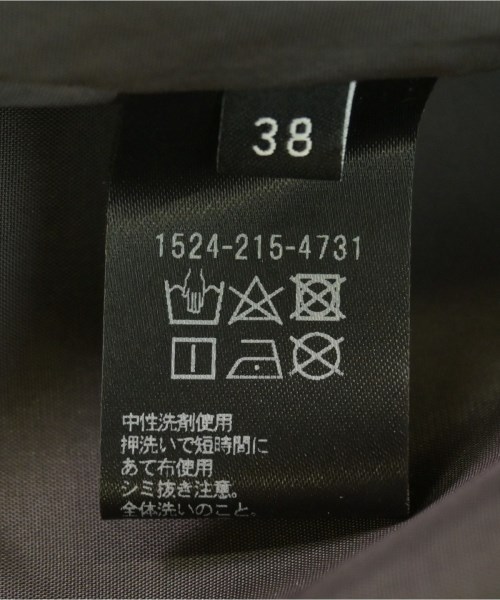 38
1524-215-4731
中性洗剤使用
押洗いで短時間に
あて布使用
シミ抜き注意。
全体洗いのこと。